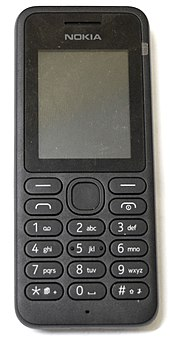 NOKIA
1 2 abc 3 def
4 ghi 5 jkl 6 mno
7 pqrs 8 tuv 9 wxyz
* + 0 #